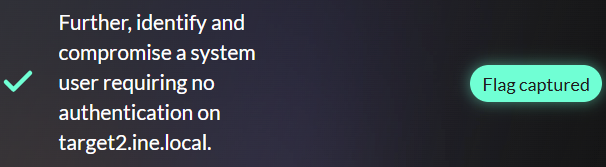 Further, identify and
compromise a system
user requiring no
authentication on
target2.ine.local.
Flag captured